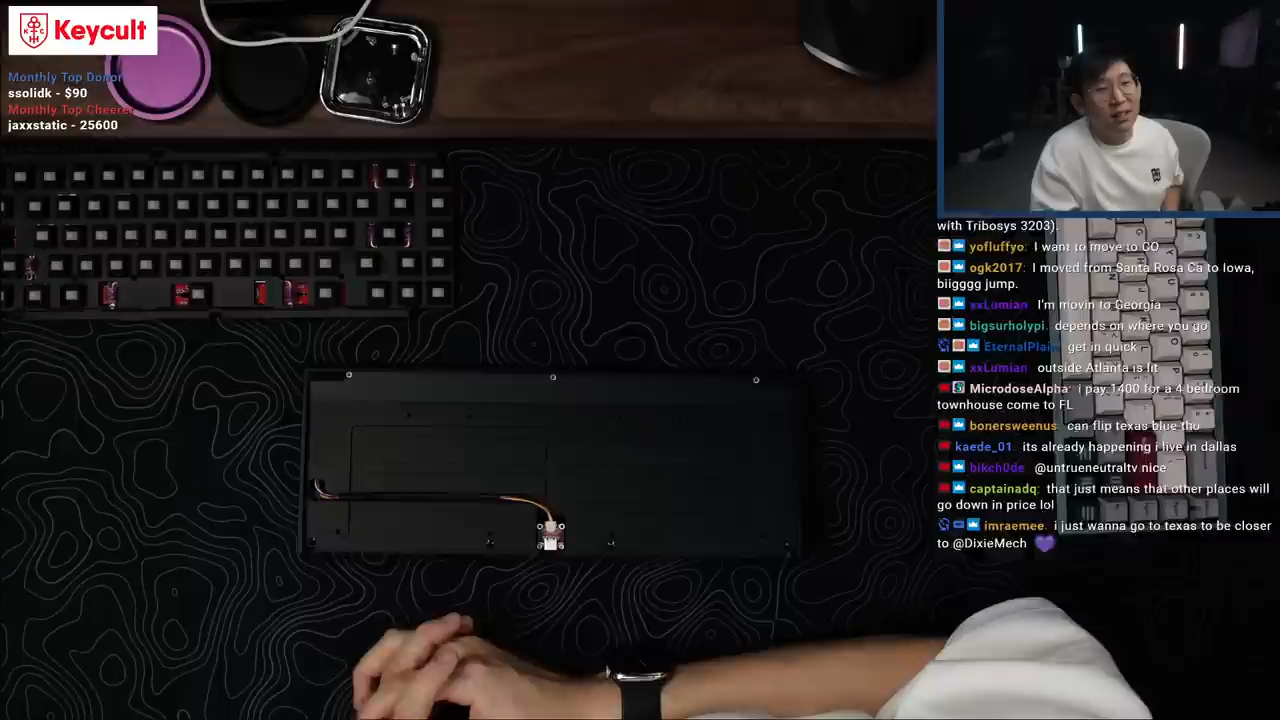 Keycult
Monthly Top Donor
ssolidk - $90
Monthly Top Cheerer
jaxxstatic - 25600
with Tribosys 3203).
yofluffyo: I want to move to CO
ogk2017: I moved from Santa Rosa Ca to Iowa,
biigggg jump.
xxLumian: I'm movin to Georgia
bigsurholypi: depends on where you go
EternalPlain: get in quick
xxLumian: outside Atlanta is lit
MicrodoseAlpha: i pay 1400 for a 4 bedroom
townhouse come to FL
bonersweenus: can flip texas blue tho
kaede_01: its already happening i live in dallas
bikch0de: @untrueneutraltv nice
captainadq: that just means that other places will
go down in price lol
imraemee: i just wanna go to texas to be closer
to @DixieMech